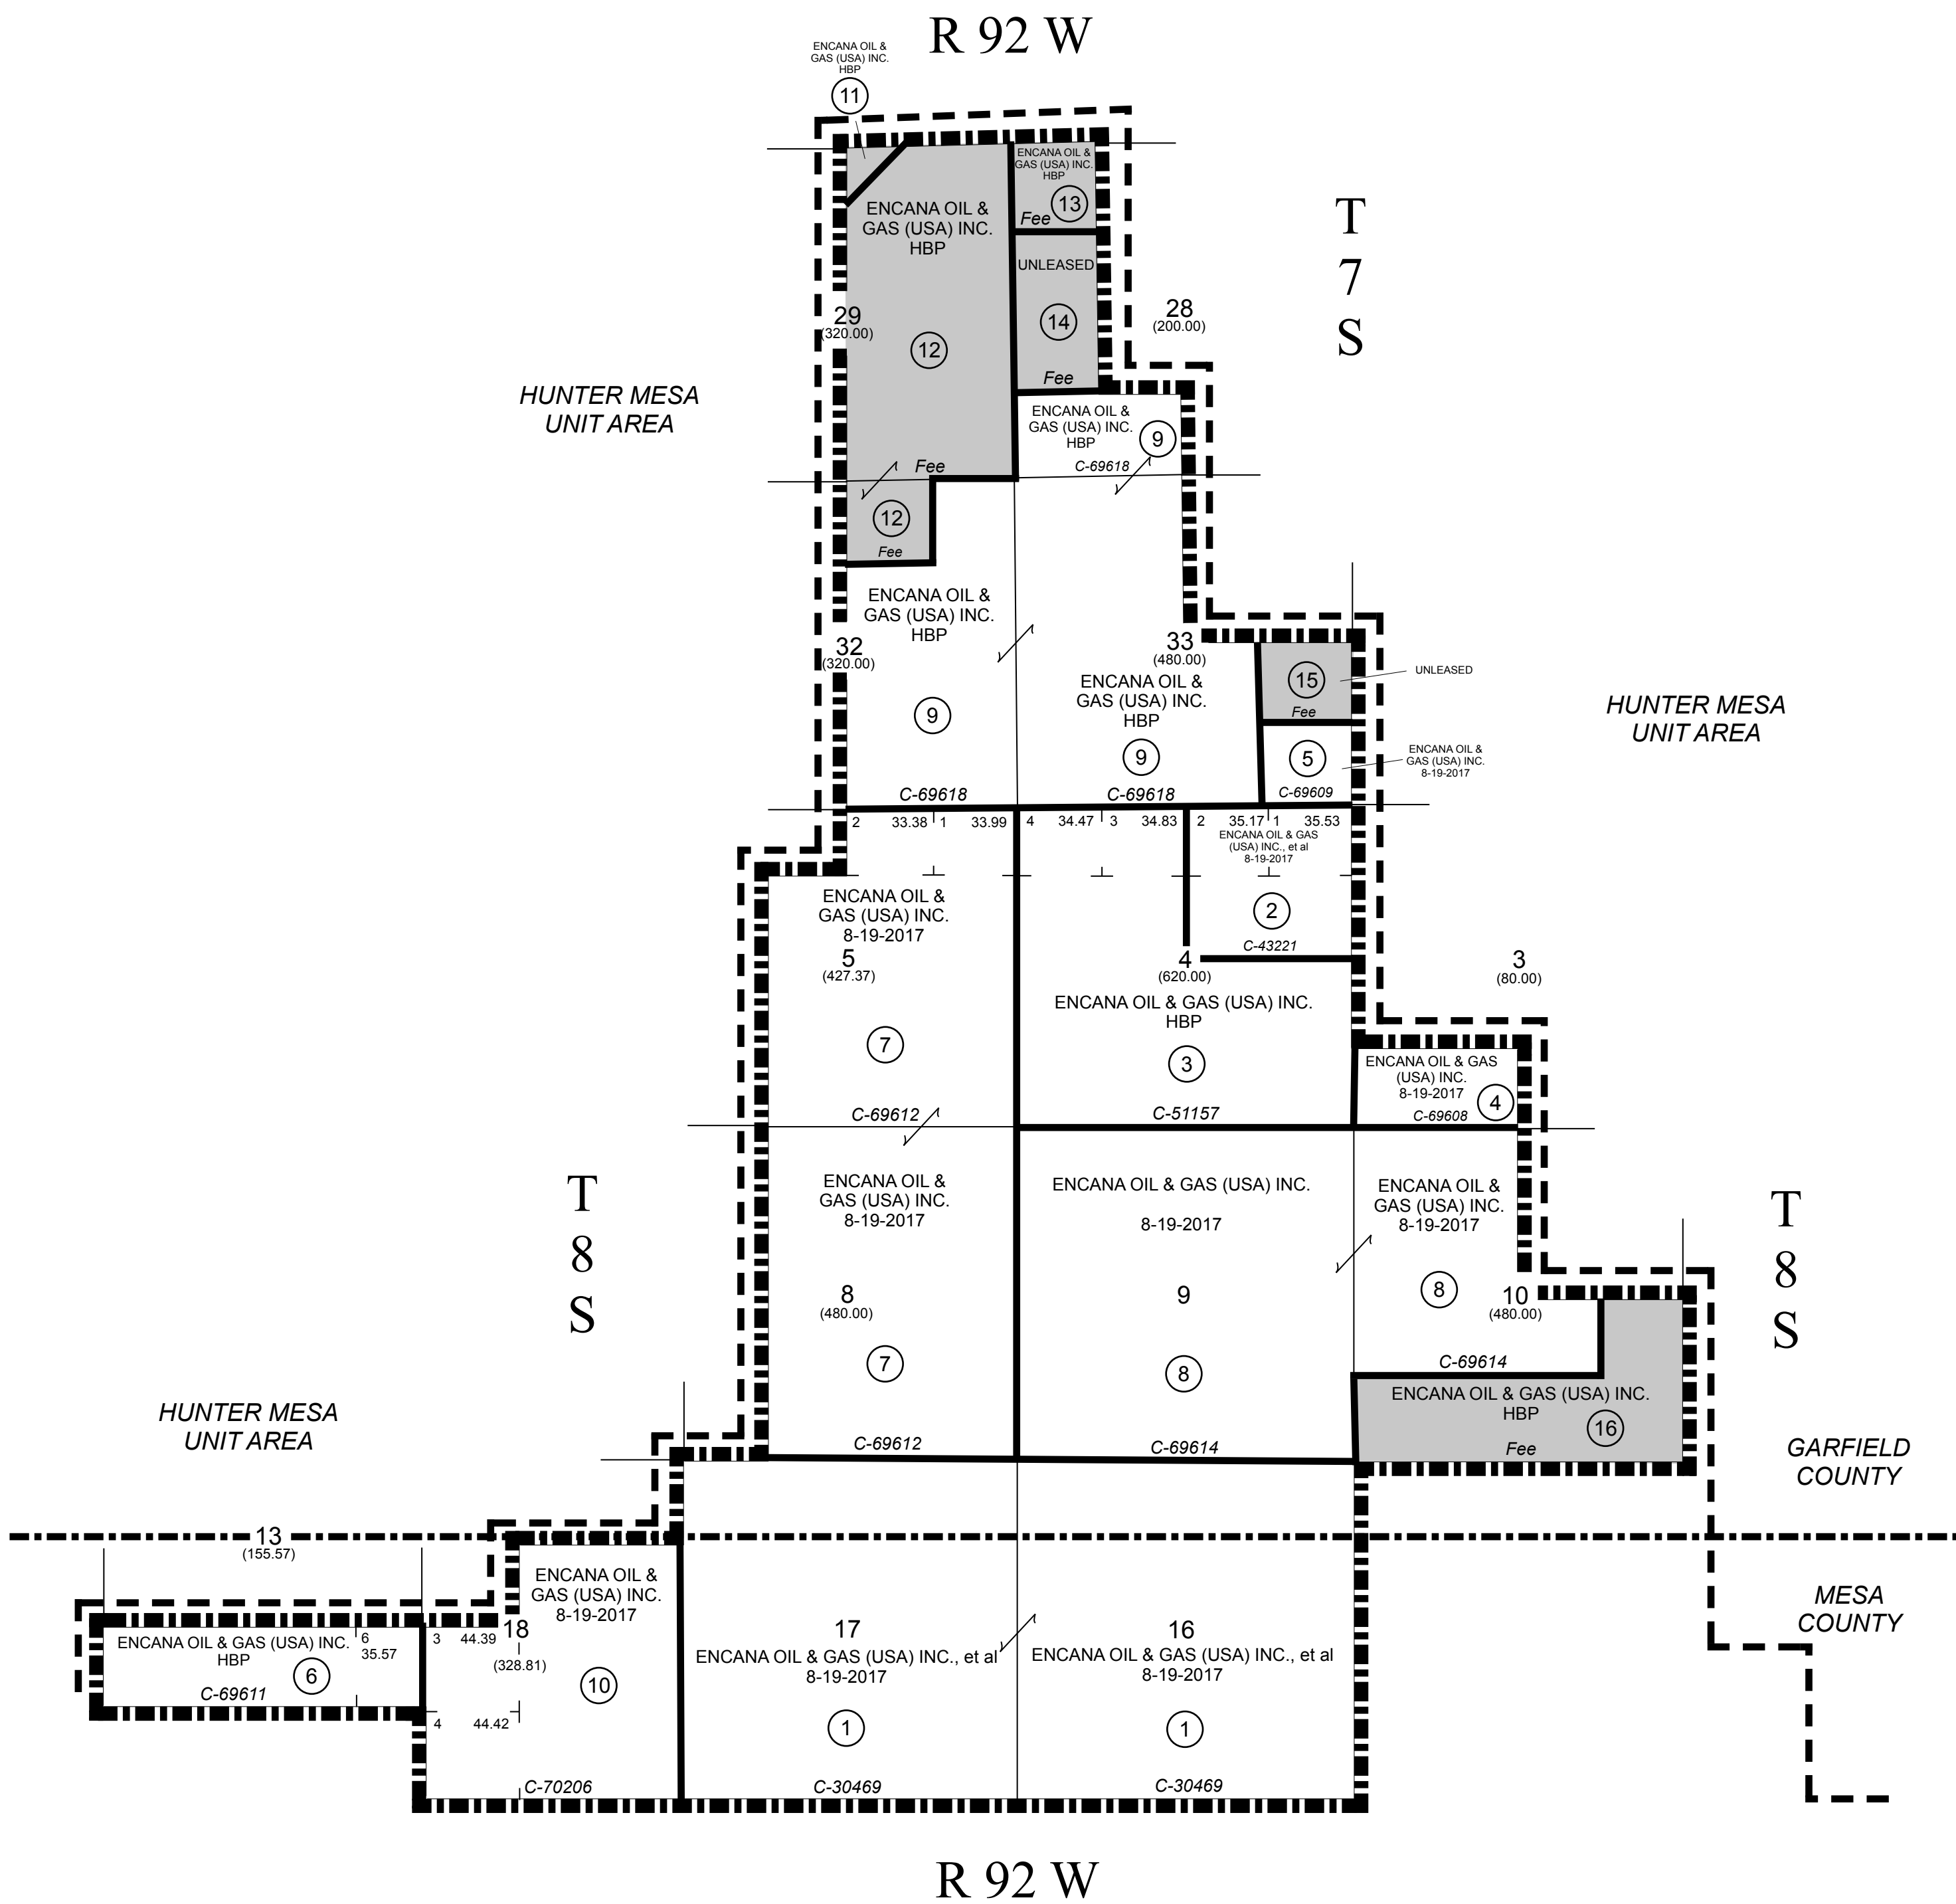 R 92 W
ENCANA OIL &
GAS (USA) INC.
HBP
11
ENCANA OIL &
GAS (USA) INC.
HBP
12
Fee
ENCANA OIL &
GAS (USA) INC.
HBP
13
Fee
UNLEASED
14
Fee
T
7
S
29
(320.00)
28
(200.00)
HUNTER MESA
UNIT AREA
ENCANA OIL &
GAS (USA) INC.
HBP
9
C-69618
12
Fee
ENCANA OIL &
GAS (USA) INC.
HBP
32
(320.00)
9
C-69618
33
(480.00)
ENCANA OIL &
GAS (USA) INC.
HBP
9
C-69618
15
Fee
UNLEASED
5
C-69609
ENCANA OIL &
GAS (USA) INC.
8-19-2017
HUNTER MESA
UNIT AREA
2 33.38 1 33.99 4 34.47 3 34.83 2 35.17 1 35.53
ENCANA OIL & GAS
(USA) INC., et al
8-19-2017
2
C-43221
ENCANA OIL &
GAS (USA) INC.
8-19-2017
5
(427.37)
7
C-69612
4
(620.00)
ENCANA OIL & GAS (USA) INC.
HBP
3
C-51157
3
(80.00)
ENCANA OIL & GAS
(USA) INC.
8-19-2017
4
C-69608
T
8
S
ENCANA OIL &
GAS (USA) INC.
8-19-2017
8
(480.00)
7
C-69612
ENCANA OIL & GAS (USA) INC.
8-19-2017
9
8
C-69614
ENCANA OIL &
GAS (USA) INC.
8-19-2017
8
10
(480.00)
C-69614
T
8
S
ENCANA OIL & GAS (USA) INC.
HBP
16
Fee
HUNTER MESA
UNIT AREA
GARFIELD
COUNTY
MESA
COUNTY
13
(155.57)
ENCANA OIL & GAS (USA) INC.
HBP
6
C-69611
6
35.57
3 44.39
18
(328.81)
4 44.42
ENCANA OIL &
GAS (USA) INC.
8-19-2017
10
C-70206
17
ENCANA OIL & GAS (USA) INC., et al
8-19-2017
1
C-30469
16
ENCANA OIL & GAS (USA) INC., et al
8-19-2017
1
C-30469
R 92 W